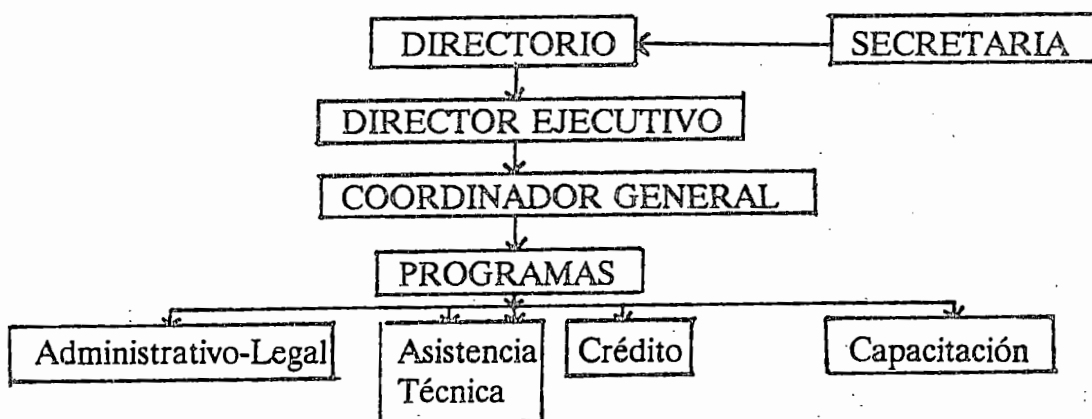 DIRECTORIO
SECRETARIA
DIRECTOR EJECUTIVO
COORDINADOR GENERAL
PROGRAMAS
Administrativo-Legal
Asistencia
Técnica
Crédito
Capacitación